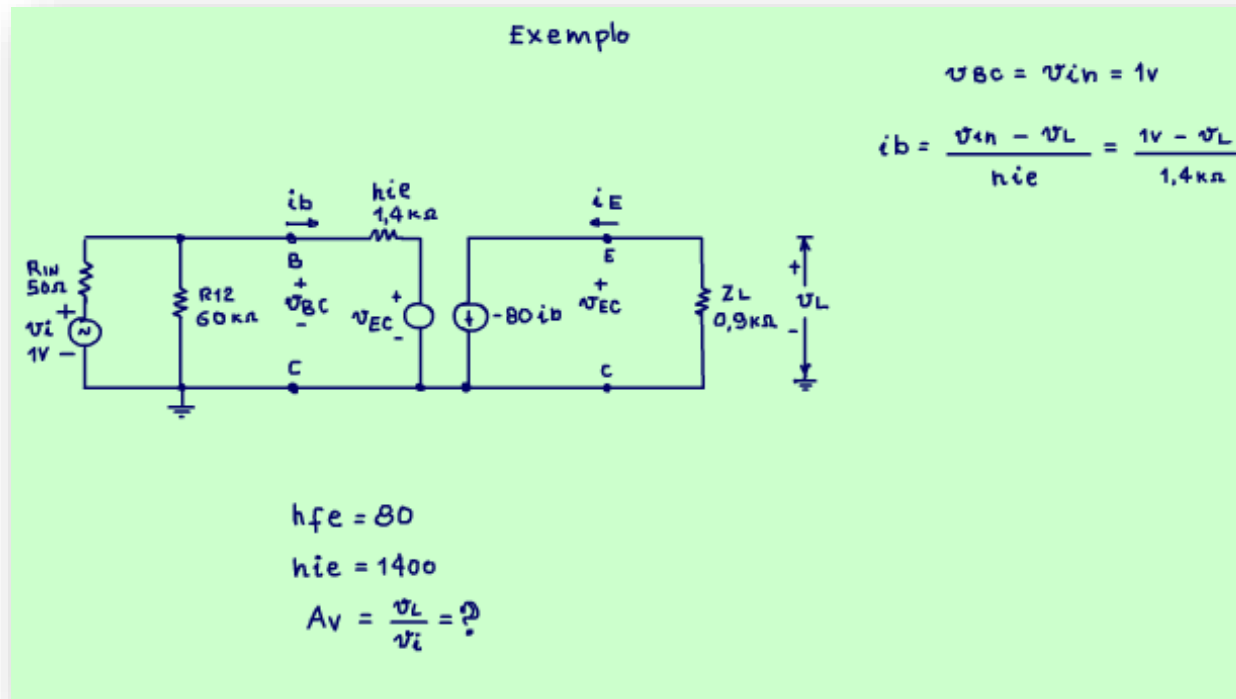 Exemplo
vBC = vin = 1v
ib = vin - vL / hie = 1v - vL / 1,4kΩ
ib
hie
1,4kΩ
iE
B
E
RIN
50Ω
R12
60kΩ
+
vBC
-
+
vEC
-
-80ib
+
vEC
ZL
0,9kΩ
+
vL
-
+
vi
1V -
C
C
hfe = 80
hie = 1400
Av = vL / vi = ?